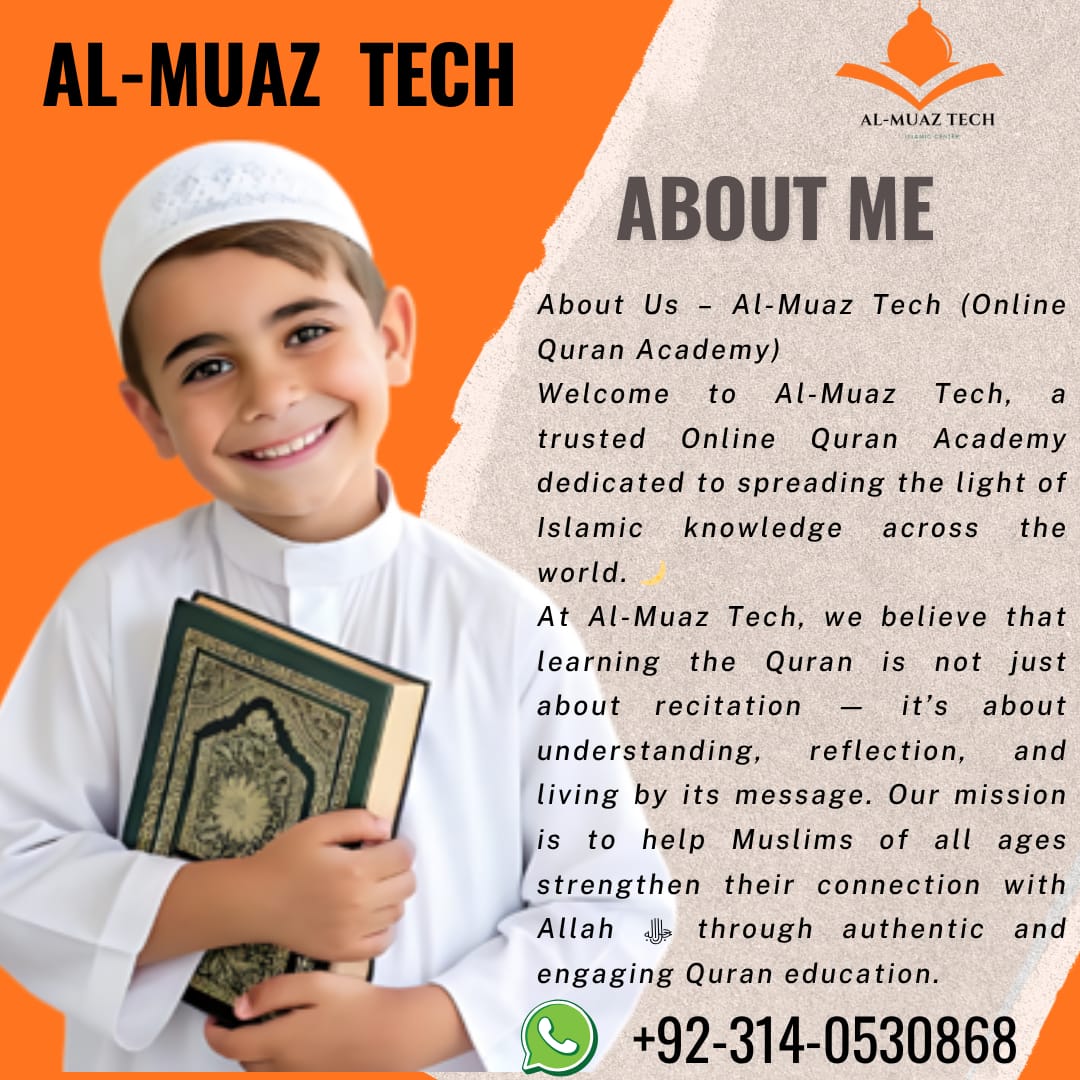 AL-MUAZ TECH
AL-MUAZ TECH
ISLAMIC CENTER
ABOUT ME
About Us – Al-Muaz Tech (Online
Quran Academy)
Welcome to Al-Muaz Tech, a
trusted Online Quran Academy
dedicated to spreading the light of
Islamic knowledge across the
world. 🌙
At Al-Muaz Tech, we believe that
learning the Quran is not just
about recitation — it’s about
understanding, reflection, and
living by its message. Our mission
is to help Muslims of all ages
strengthen their connection with
Allah ﷻ through authentic and
engaging Quran education.
+92-314-0530868